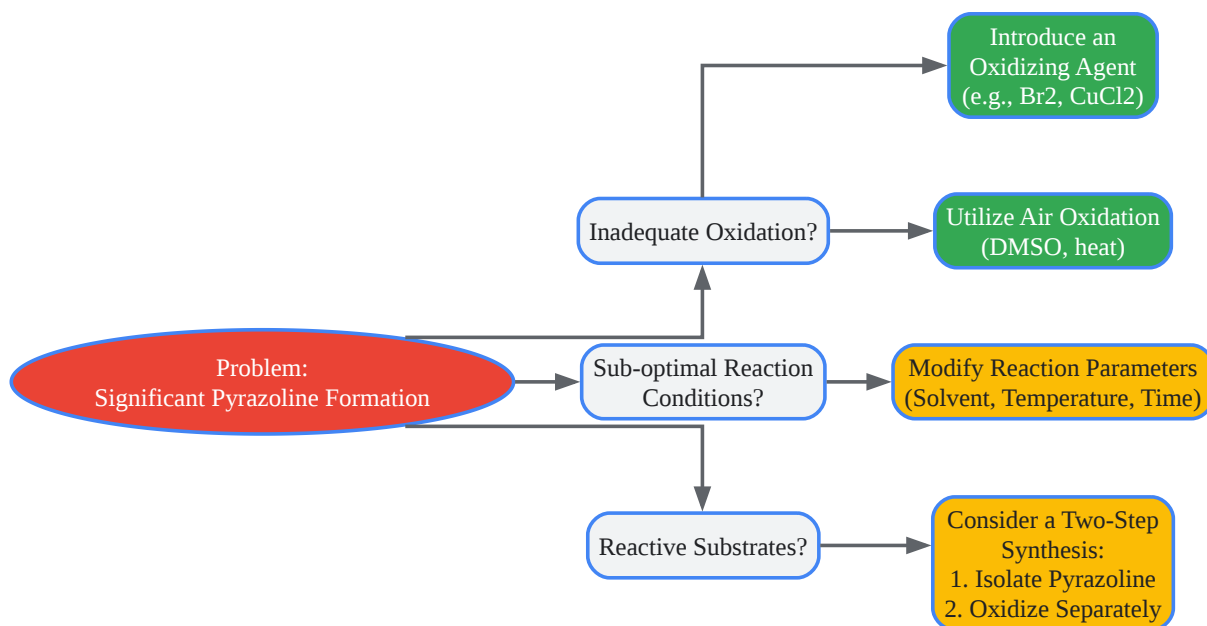 Introduce an
Oxidizing Agent
(e.g., Br2, CuCl2)
Inadequate Oxidation?
Utilize Air Oxidation
(DMSO, heat)
Problem:
Significant Pyrazoline Formation
Sub-optimal Reaction
Conditions?
Modify Reaction Parameters
(Solvent, Temperature, Time)
Reactive Substrates?
Consider a Two-Step
Synthesis:
1. Isolate Pyrazoline
2. Oxidize Separately